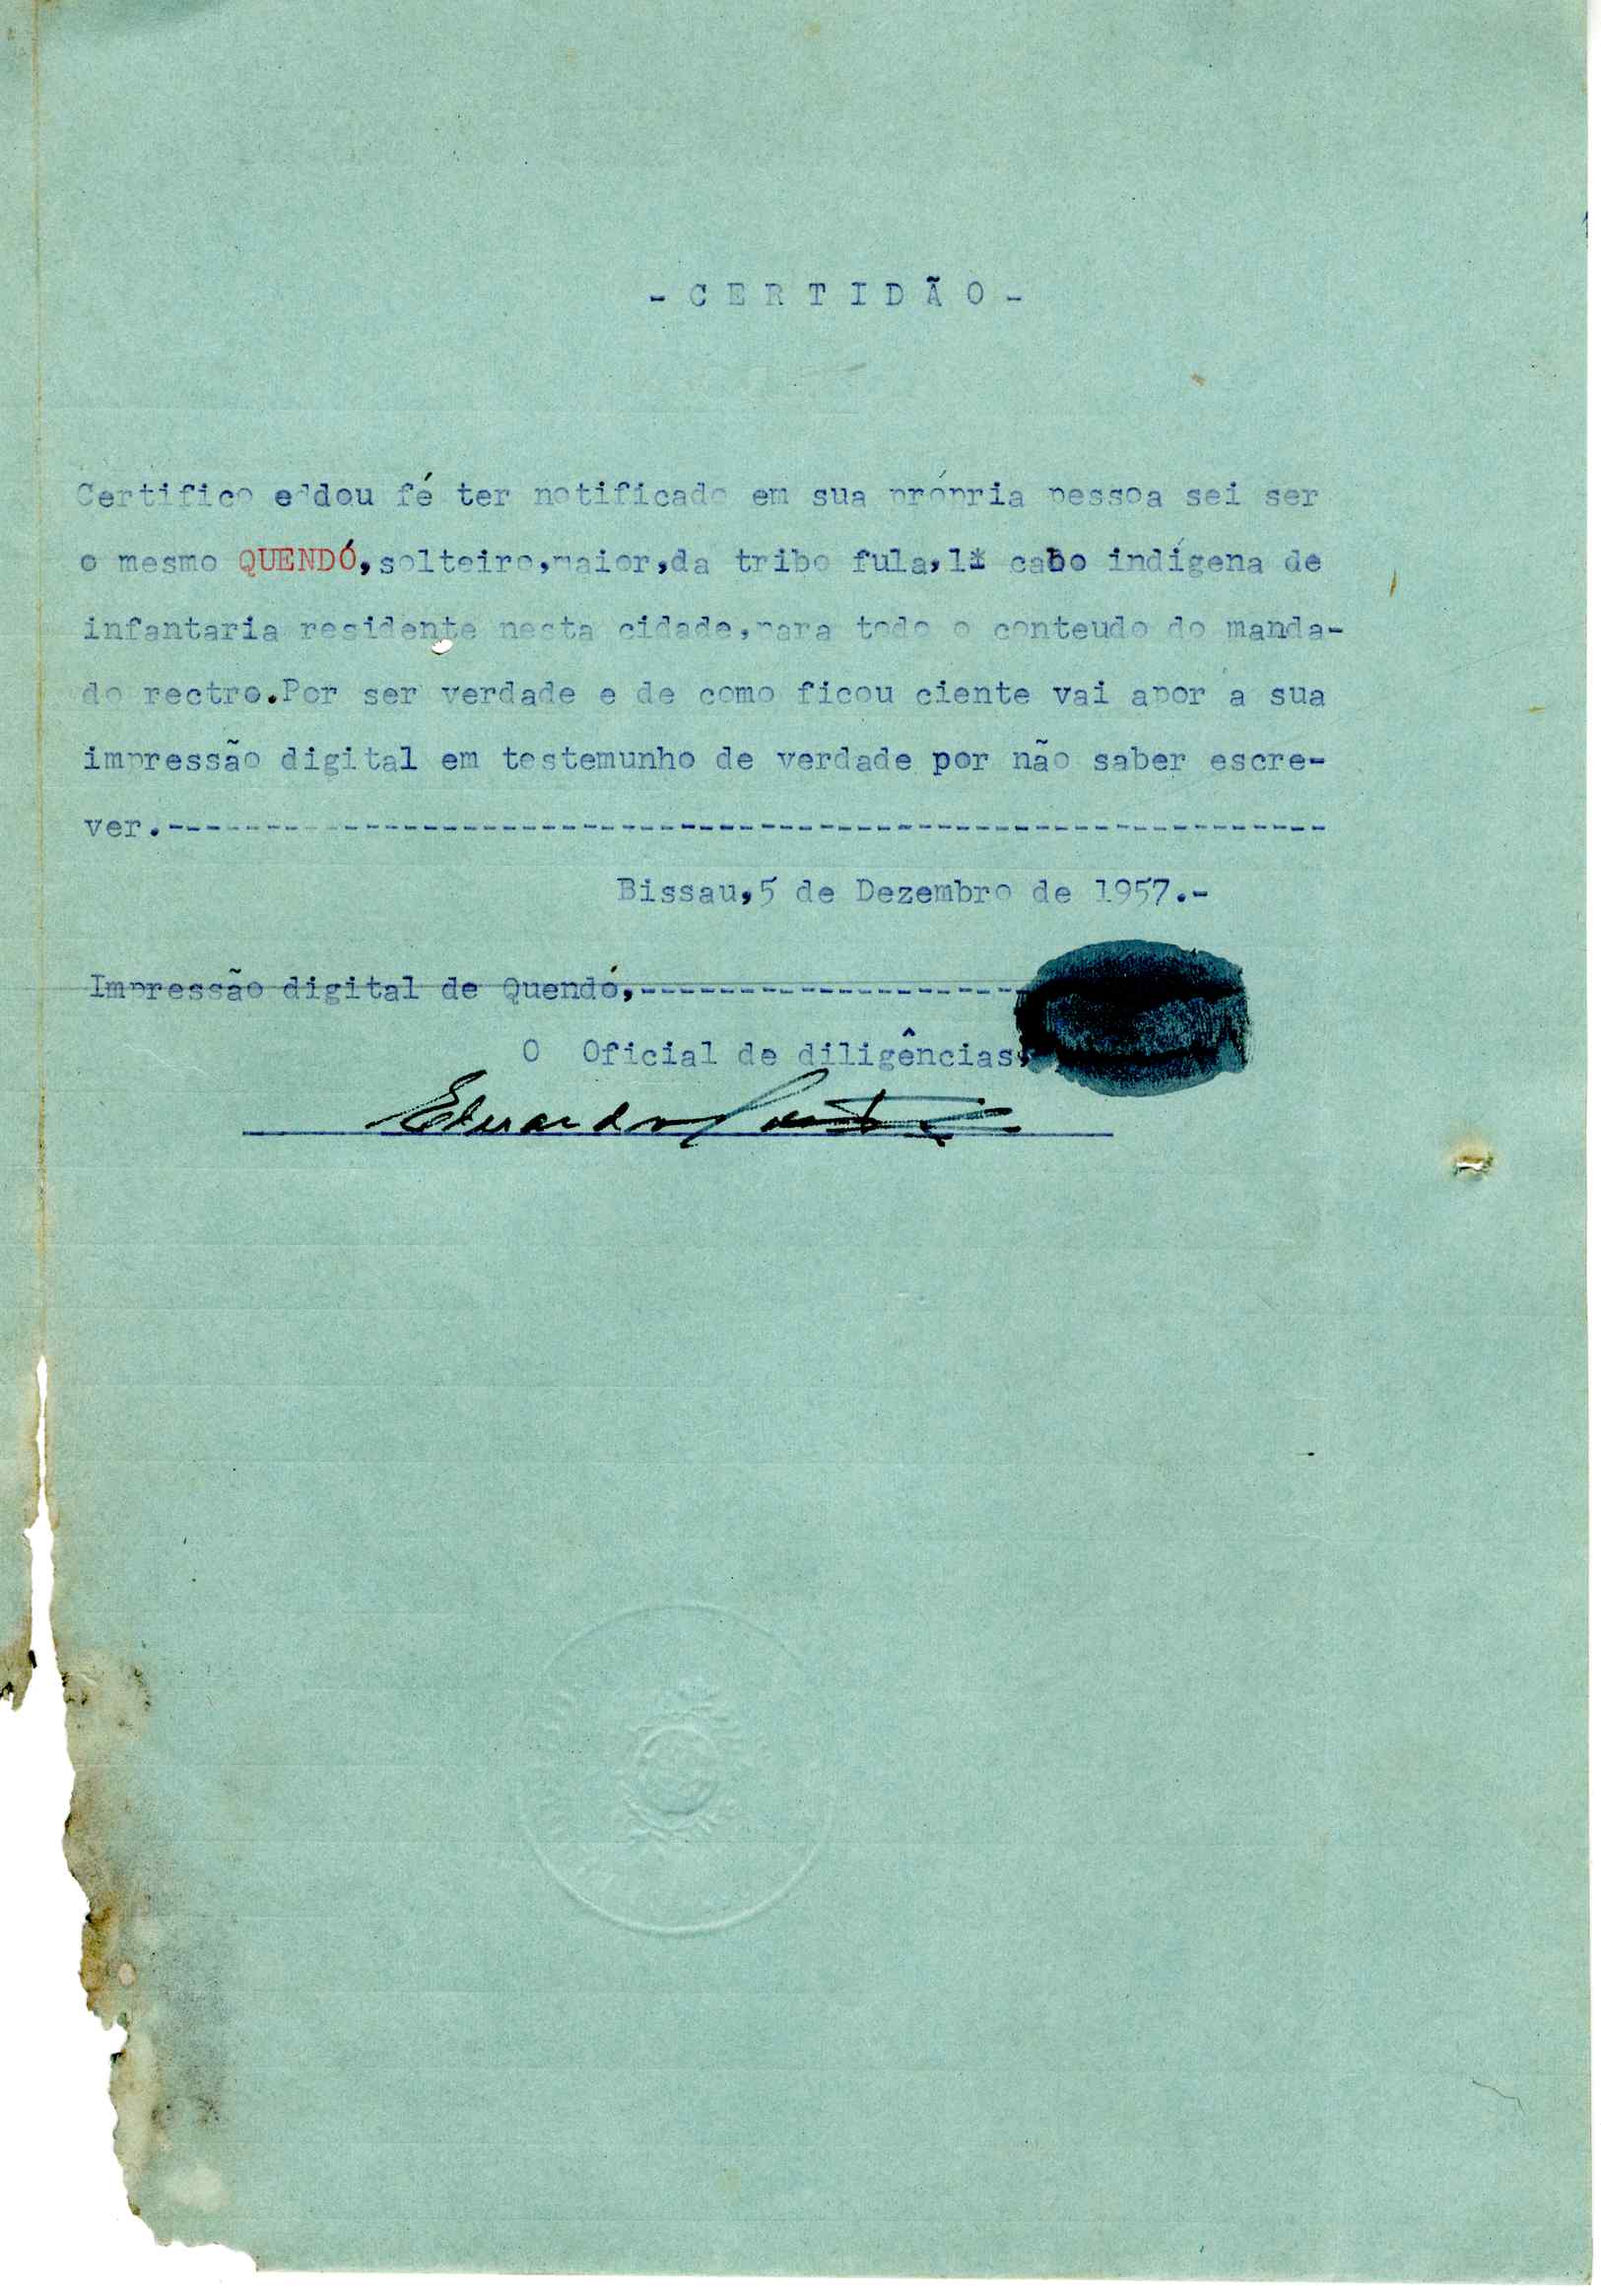 - C E R T I D Ã O -
Certifico e dou fé ter notificado em sua própria pessoa sei ser
o mesmo QUENDÓ,solteiro,maior,da tribo fula,1* cabo indígena de
infantaria residente nesta cidade,para todo o conteudo do manda-
do rectro.Por ser verdade e de como ficou ciente vai apor a sua
impressão digital em testemunho de verdade por não saber escre-
ver.------------------------------------------------------------
Bissau,5 de Dezembro de 1957.-
Impressão digital de Quendó,--------------------
O Oficial de diligências,
Eduardo